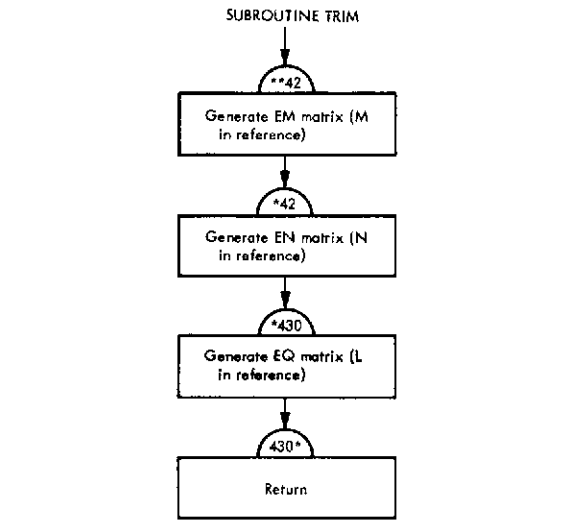 SUBROUTINE TRIM
**42
Generate EM matrix (M
in reference)
*42
Generate EN matrix (N
in reference)
*430
Generate EQ matrix (L
in reference)
430*
Return